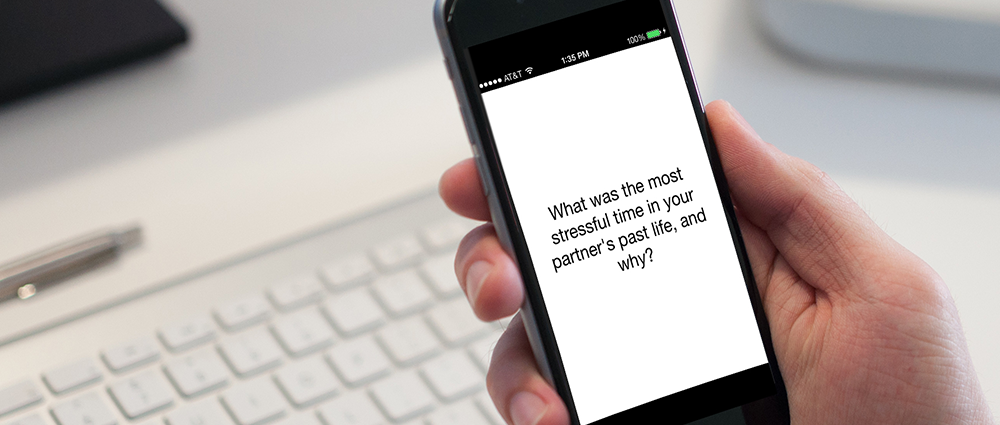 AT&T 1:35 PM 100%
What was the most
stressful time in your
partner's past life, and
why?